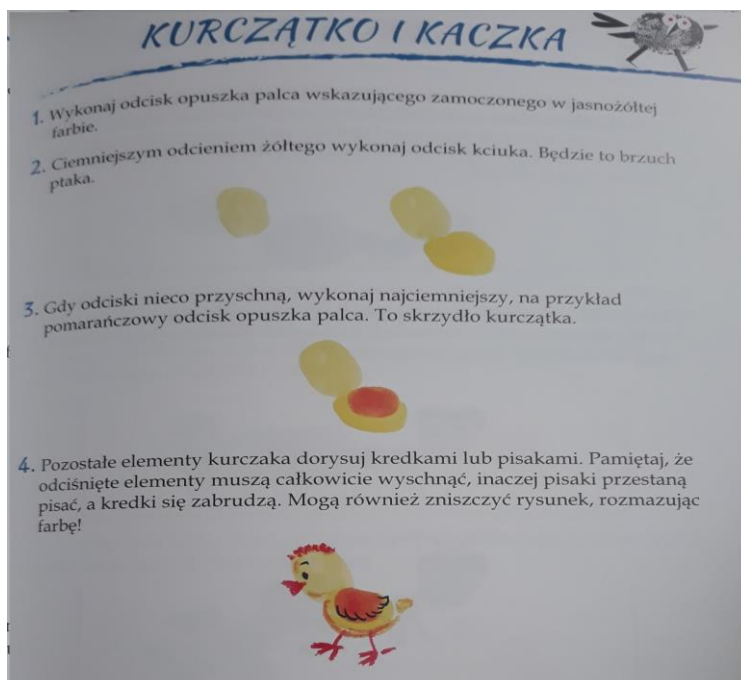 KURCZĄTKO I KACZKA
1. Wykonaj odcisk opuszka palca wskazującego zamoczonego w jasnożółtej
farbie.
2. Ciemniejszym odcieniem żółtego wykonaj odcisk kciuka. Będzie to brzuch
ptaka.
3. Gdy odciski nieco przyschną, wykonaj najciemniejszy, na przykład
pomarańczowy odcisk opuszka palca. To skrzydło kurczątka.
4. Pozostałe elementy kurczaka dorysuj kredkami lub pisakami. Pamiętaj, że
odciśnięte elementy muszą całkowicie wyschnąć, inaczej pisaki przestaną
pisać, a kredki się zabrudzą. Mogą również zniszczyć rysunek, rozmazując
farbę!